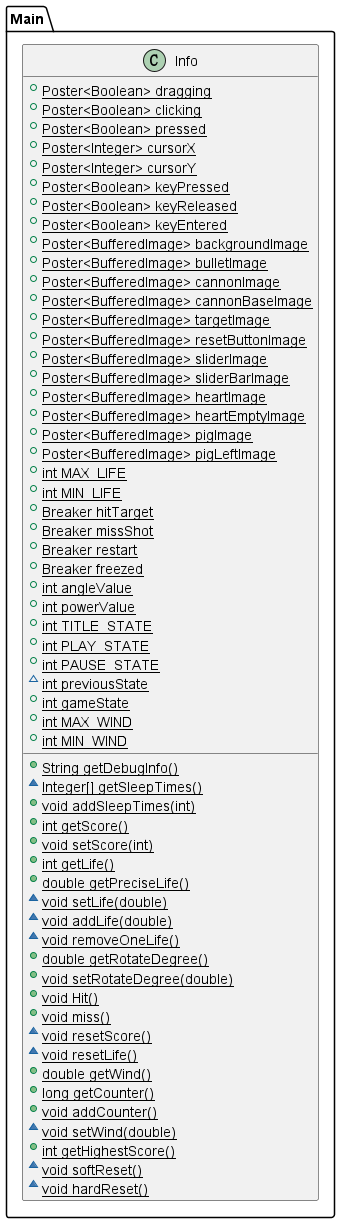 Main
C Info
Poster<Boolean> dragging
Poster<Boolean> clicking
Poster<Boolean> pressed
Poster<Integer> cursorX
Poster<Integer> cursorY
Poster<Boolean> keyPressed
Poster<Boolean> keyReleased
Poster<Boolean> keyEntered
Poster<BufferedImage> backgroundImage
Poster<BufferedImage> bulletImage
Poster<BufferedImage> cannonImage
Poster<BufferedImage> cannonBaseImage
Poster<BufferedImage> targetImage
Poster<BufferedImage> resetButtonImage
Poster<BufferedImage> sliderImage
Poster<BufferedImage> sliderBarImage
Poster<BufferedImage> heartImage
Poster<BufferedImage> heartEmptyImage
Poster<BufferedImage> pigImage
Poster<BufferedImage> pigLeftImage
int MAX_LIFE
int MIN_LIFE
Breaker hitTarget
Breaker missShot
Breaker restart
Breaker freezed
int angleValue
int powerValue
int TITLE_STATE
int PLAY_STATE
int PAUSE_STATE
int previousState
int gameState
int MAX_WIND
int MIN_WIND
String getDebugInfo()
Integer[] getSleepTimes()
void addSleepTimes(int)
int getScore()
void setScore(int)
int getLife()
double getPreciseLife()
void setLife(double)
void addLife(double)
void removeOneLife()
double getRotateDegree()
void setRotateDegree(double)
void Hit()
void miss()
void resetScore()
void resetLife()
double getWind()
long getCounter()
void addCounter()
void setWind(double)
int getHighestScore()
void softReset()
void hardReset()